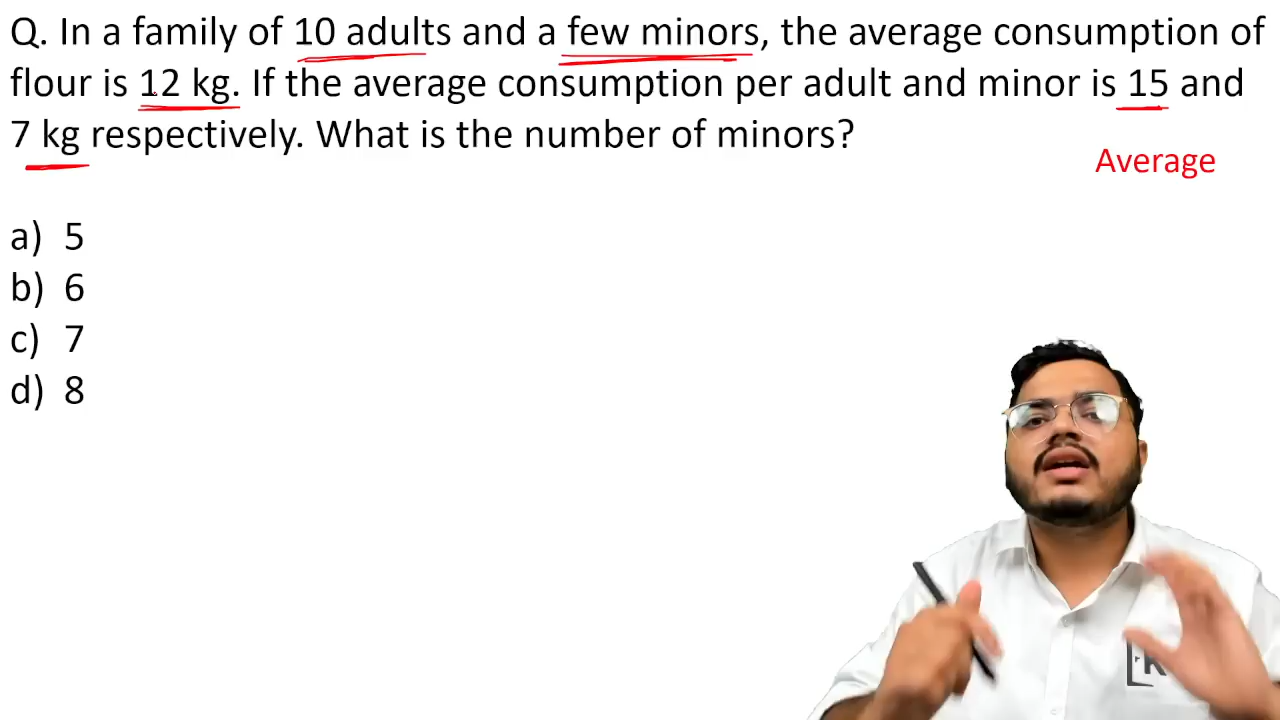 Q. In a family of 10 adults and a few minors, the average consumption of
flour is 12 kg. If the average consumption per adult and minor is 15 and
7 kg respectively. What is the number of minors?
Average
a) 5
b) 6
c) 7
d) 8